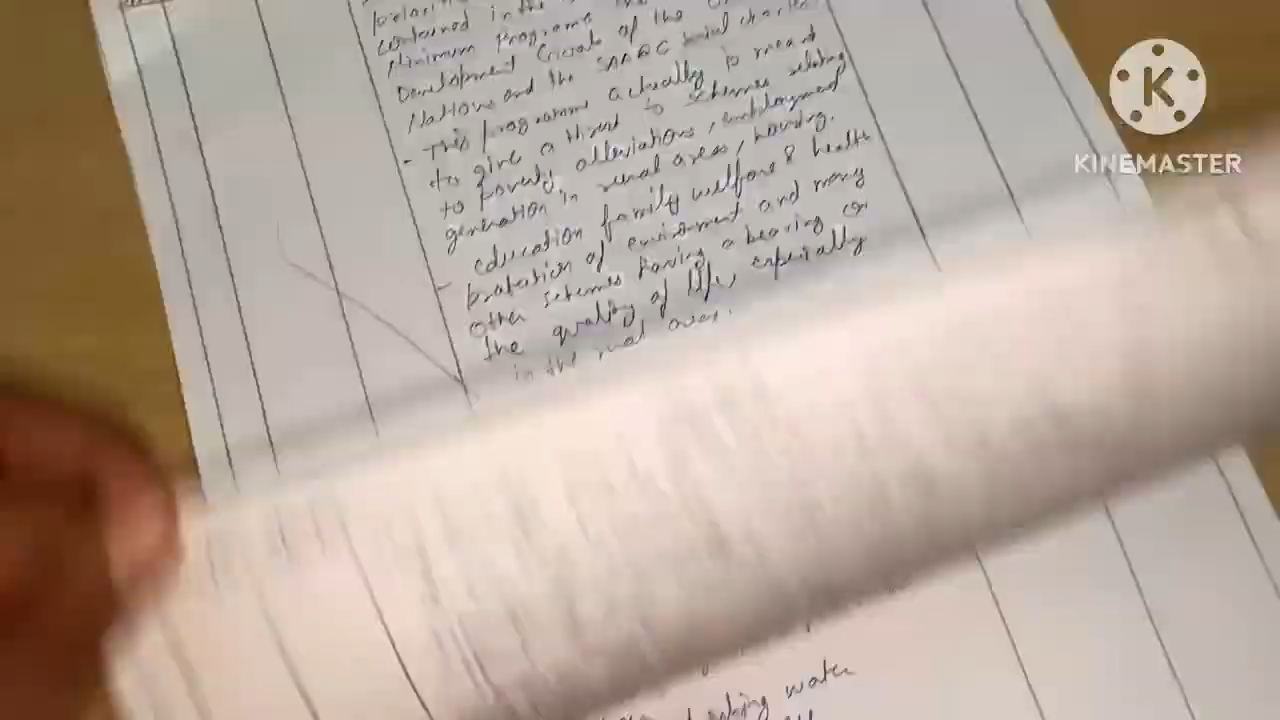 contained in the
Minimum Programme the
Development Goals of the
Nations and the SAARC social charter
- This programme actually is meant
to give a thrust to schemes relating
to poverty alleviations, employment
generation in rural areas, housing,
education family welfare & health
- protection of environment and many
other schemes having a bearing on
the quality of life, especially
in the rural areas.
water
K
KINEMASTER